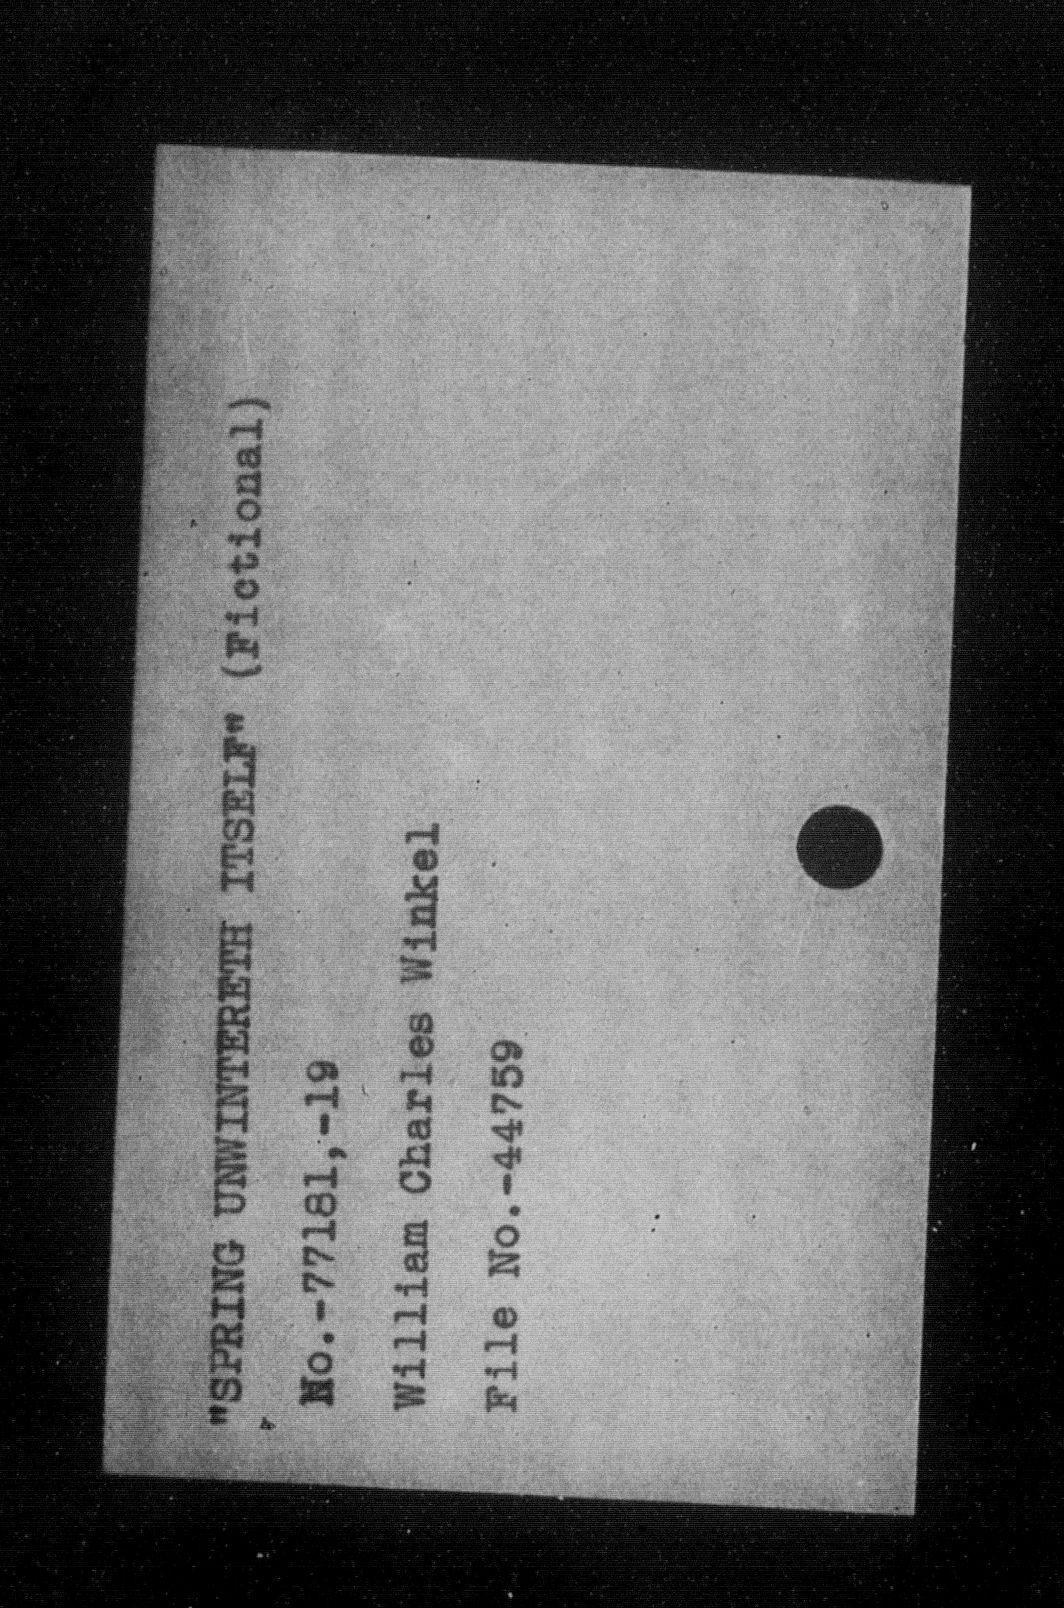 "SPRING UNWINTERETH ITSELF" (Fictional)
No.-77181,-19
William Charles Winkel
File No.-44759